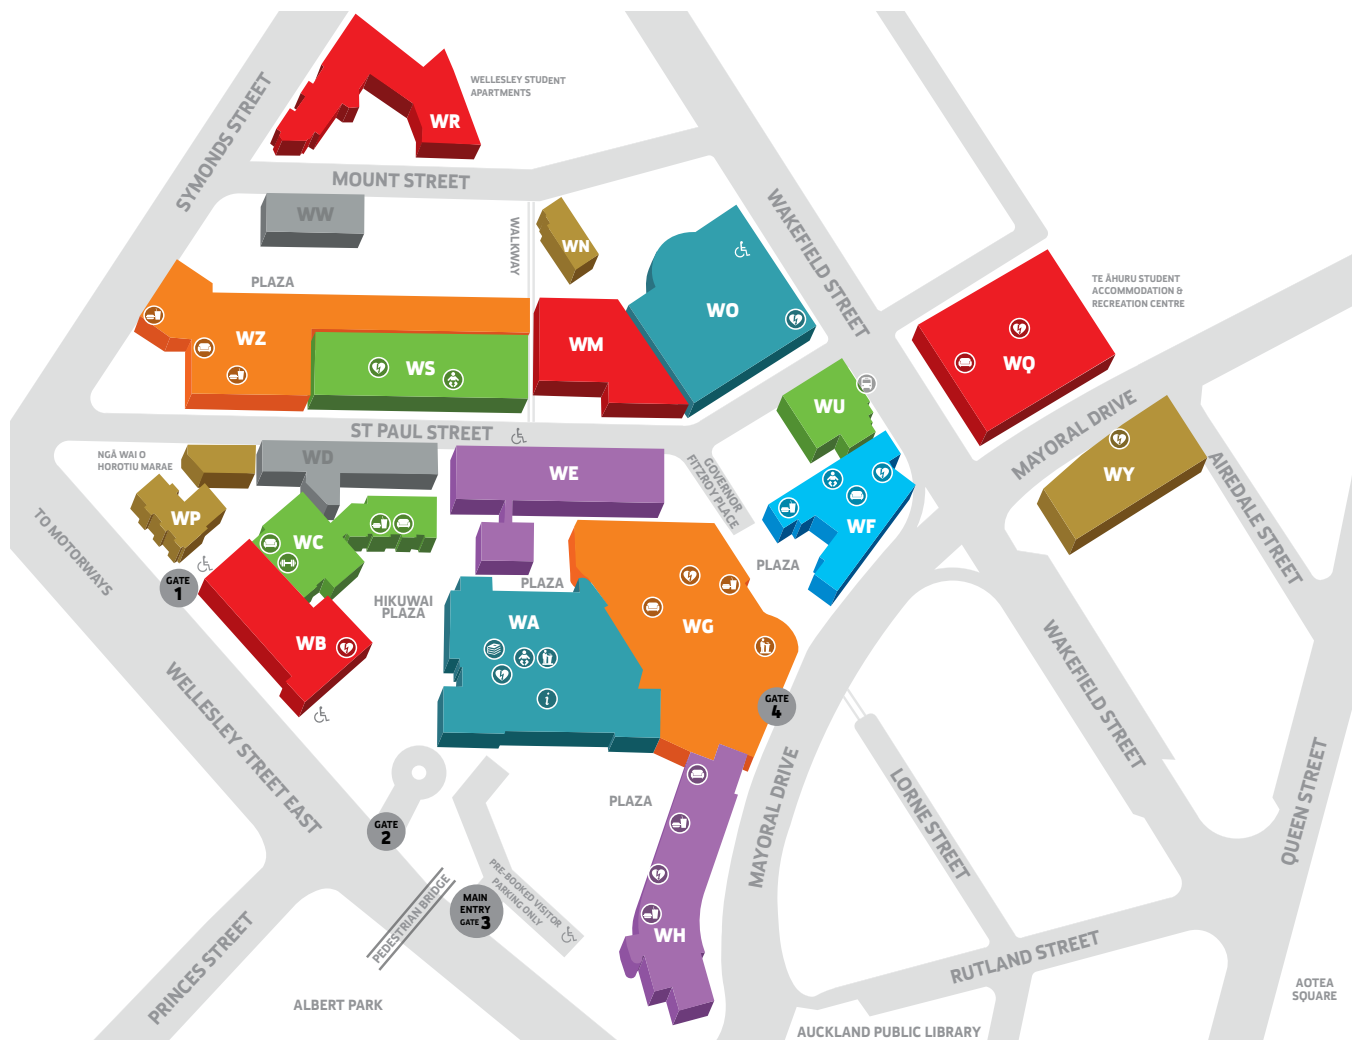 WELLESLEY STUDENT
APARTMENTS
WR
SYMONDS STREET
MOUNT STREET
WW
WALKWAY
WN
WAKEFIELD STREET
PLAZA
TE ĀHURU STUDENT
ACCOMMODATION &
RECREATION CENTRE
WO
WZ
WM
WS
WQ
WU
MAYORAL DRIVE
ST PAUL STREET
NGĀ WAI O
HOROTIU MARAE
WD
WE
GOVERNOR
FITZROY PLACE
WY
AIREDALE STREET
WP
WF
TO MOTORWAYS
WC
PLAZA
PLAZA
GATE
1
HIKUWAI
PLAZA
WA
WG
WB
WAKEFIELD STREET
GATE
4
WELLESLEY STREET EAST
i
MAYORAL DRIVE
LORNE STREET
QUEEN STREET
PLAZA
GATE
2
PRE-BOOKED VISITOR
PARKING ONLY
PEDESTRIAN BRIDGE
MAIN
ENTRY
GATE 3
WH
PRINCES STREET
RUTLAND STREET
AOTEA
SQUARE
ALBERT PARK
AUCKLAND PUBLIC LIBRARY